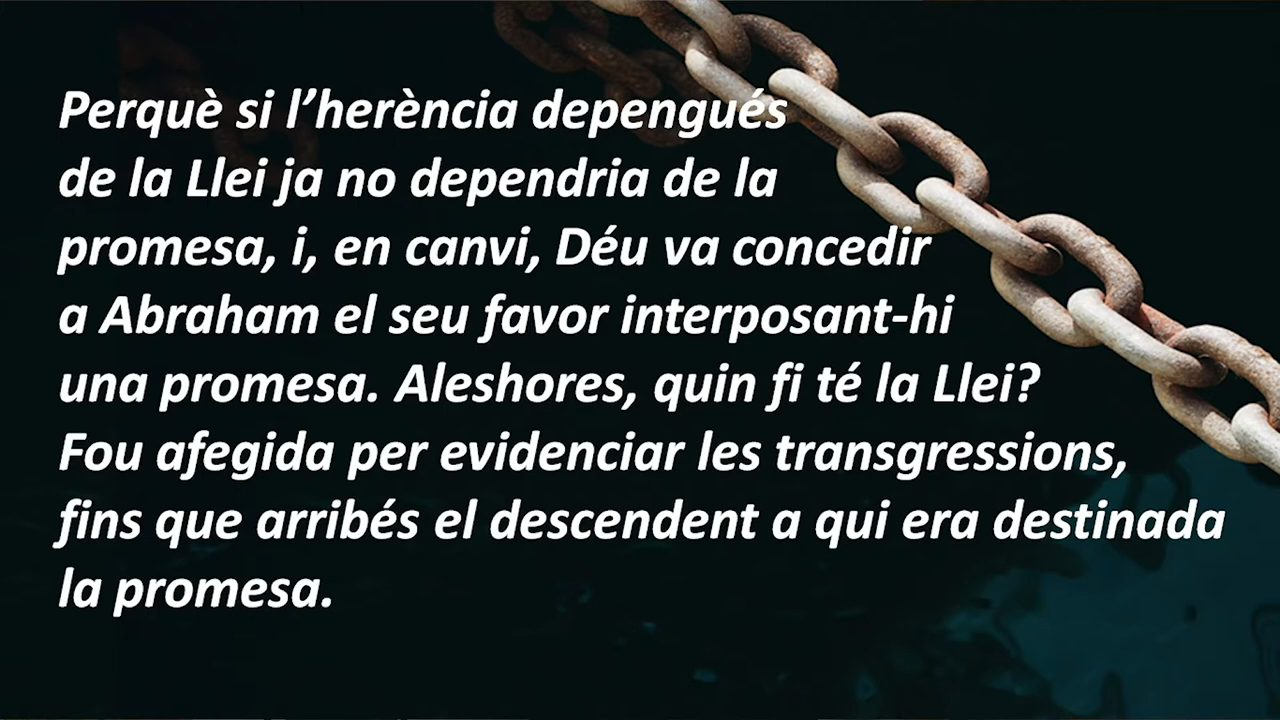 Perquè si l’herència depengués
de la Llei ja no dependria de la
promesa, i, en canvi, Déu va concedir
a Abraham el seu favor interposant-hi
una promesa. Aleshores, quin fi té la Llei?
Fou afegida per evidenciar les transgressions,
fins que arribés el descendent a qui era destinada
la promesa.